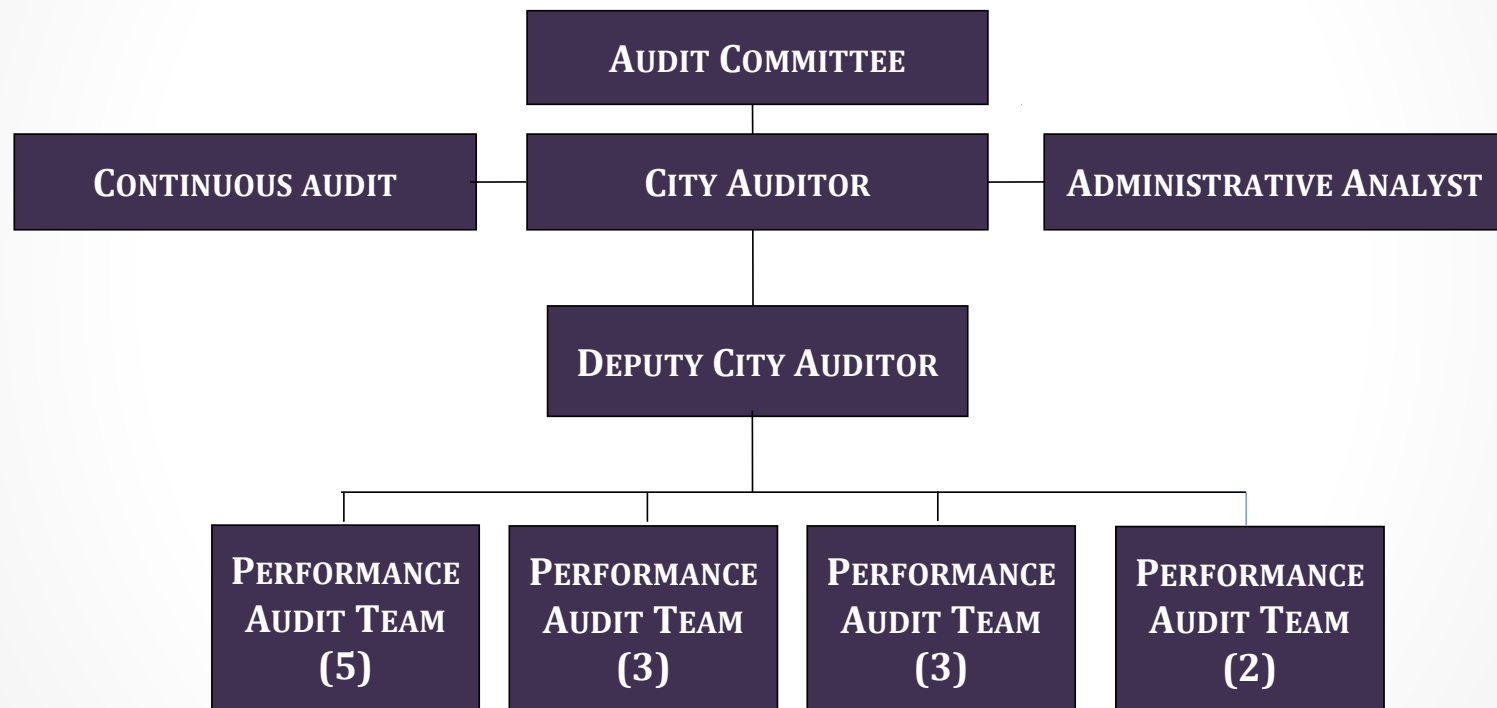 AUDIT COMMITTEE
CONTINUOUS AUDIT
CITY AUDITOR
ADMINISTRATIVE ANALYST
DEPUTY CITY AUDITOR
PERFORMANCE
AUDIT TEAM
(5)
PERFORMANCE
AUDIT TEAM
(3)
PERFORMANCE
AUDIT TEAM
(3)
PERFORMANCE
AUDIT TEAM
(2)